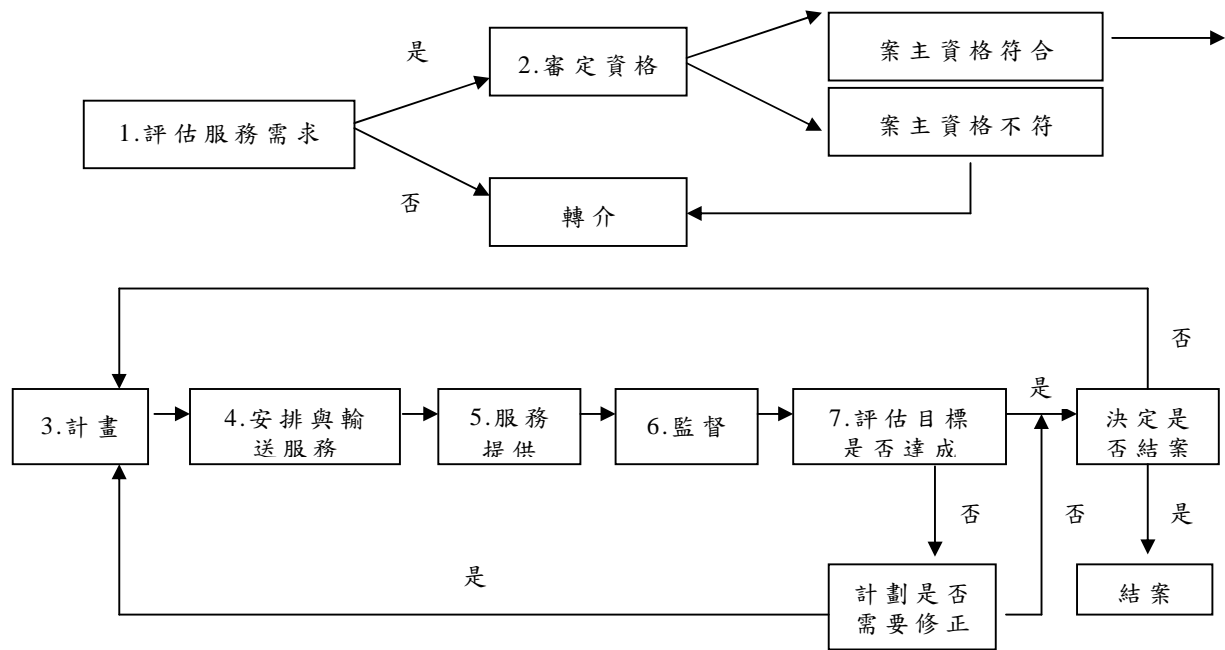 案主資格符合
是
2.審定資格
案主資格不符
1.評估服務需求
否
轉介
否
是
3.計畫
4.安排與輸
送服務
5.服務
提供
6.監督
7.評估目標
是否達成
決定是
否結案
否
否
是
是
計劃是否
需要修正
結案